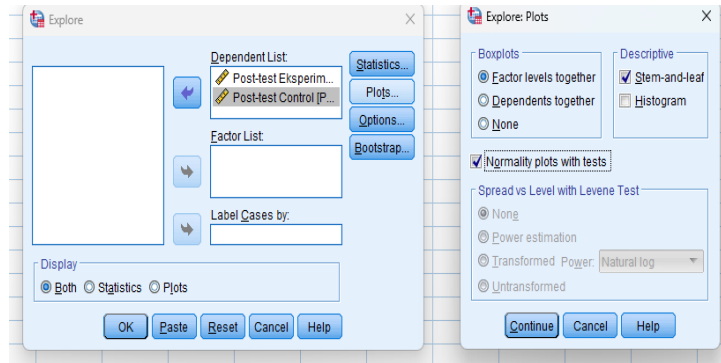 Explore
Dependent List:
Post-test Eksperim...
Post-test Control [P...
Factor List:
Label Cases by:
Statistics...
Plots...
Options...
Bootstrap...
Display
Both Statistics Plots
OK Paste Reset Cancel Help
Explore: Plots
Boxplots
Factor levels together
Dependents together
None
Descriptive
Stem-and-leaf
Histogram
Normality plots with tests
Spread vs Level with Levene Test
None
Power estimation
Transformed Power: Natural log
Untransformed
Continue Cancel Help